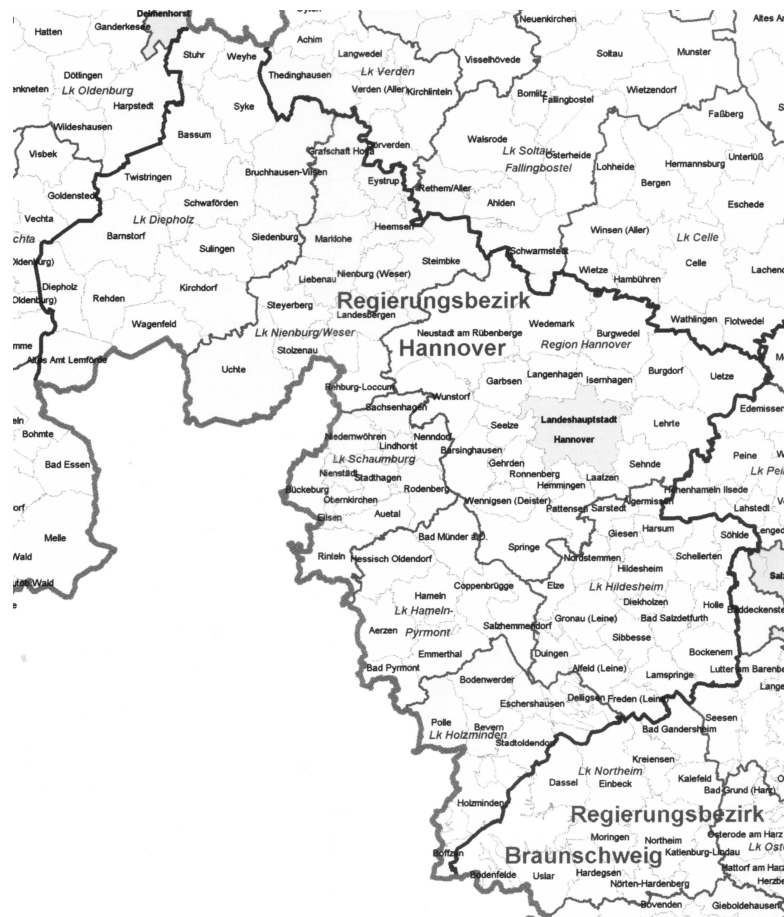 Delmenhorst
Ganderkesee
Hatten
Stuhr
Weyhe
Achim
Langwedel
Thedinghausen
Lk Verden
Verden (Aller)
Kirchlinteln
Neuenkirchen
Visselhövede
Soltau
Munster
Bomlitz
Fallingbostel
Wietzendorf
Faßberg
Dötlingen
Lk Oldenburg
Harpstedt
Syke
Wildeshausen
Visbek
Bassum
Walsrode
Lk Soltau-
Fallingbostel
Osterheide
Lohheide
Hermannsburg
Unterlüß
Bergen
Grafschaft Hoya
Dörverden
Bruchhausen-Vilsen
Eystrup
Rethem/Aller
Ahlden
Eschede
Twistringen
Goldenstedt
Vechta
Schwaförden
Lk Diepholz
Barnstorf
Sulingen
Siedenburg
Marklohe
Heemsen
Steimbke
Schwarmstedt
Winsen (Aller)
Lk Celle
Celle
Wietze
Hambühren
Diepholz
Rehden
Kirchdorf
Wagenfeld
Liebenau
Nienburg (Weser)
Steyerberg
Landesbergen
Lk Nienburg/Weser
Stolzenau
Uchte
Altes Amt Lemförde
Rehburg-Loccum
Regierungsbezirk
Hannover
Neustadt am Rübenberge
Wedemark
Burgwedel
Region Hannover
Wathlingen
Flotwedel
Garbsen
Langenhagen
Isernhagen
Burgdorf
Uetze
Wunstorf
Sachsenhagen
Seelze
Landeshauptstadt
Hannover
Lehrte
Edemissen
Bohmte
Bad Essen
Melle
Niedernwöhren
Nenndorf
Lindhorst
Lk Schaumburg
Nienstädt
Stadthagen
Bückeburg
Rodenberg
Obernkirchen
Auetal
Eilsen
Rinteln
Barsinghausen
Gehrden
Ronnenberg
Hemmingen
Laatzen
Sehnde
Wennigsen (Deister)
Pattensen
Sarstedt
Algermissen
Hohenhameln
Ilsede
Peine
Lahstedt
Giesen
Harsum
Söhlde
Bad Münder a.D.
Springe
Nordstemmen
Schellerten
Hildesheim
Hessisch Oldendorf
Coppenbrügge
Elze
Lk Hildesheim
Diekholzen
Holle
Hameln
Lk Hameln-
Pyrmont
Salzhemmendorf
Gronau (Leine)
Bad Salzdetfurth
Sibbesse
Aerzen
Emmerthal
Duingen
Bockenem
Bad Pyrmont
Alfeld (Leine)
Lamspringe
Bodenwerder
Eschershausen
Delligsen
Freden (Leine)
Seesen
Polle
Bevern
Lk Holzminden
Stadtoldendorf
Bad Gandersheim
Kreiensen
Lk Northeim
Dassel
Einbeck
Kalefeld
Bad Grund (Harz)
Holzminden
Regierungsbezirk
Braunschweig
Moringen
Northeim
Osterode am Harz
Katlenburg-Lindau
Boffzen
Bodenfelde
Uslar
Hardegsen
Nörten-Hardenberg
Bovenden